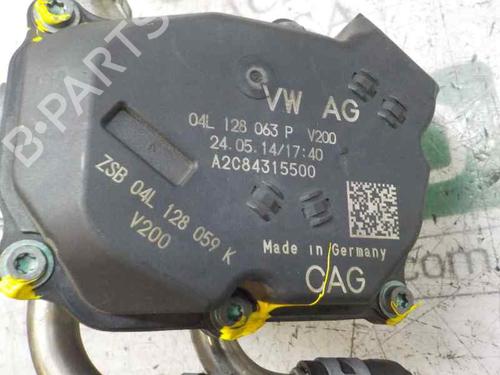 VW AG
04L 128 063 P V200
24.05.14/17:40
A2C84315500
ZSB 04L 128 059 K
V200
Made in Germany
CAG
B-PARTS